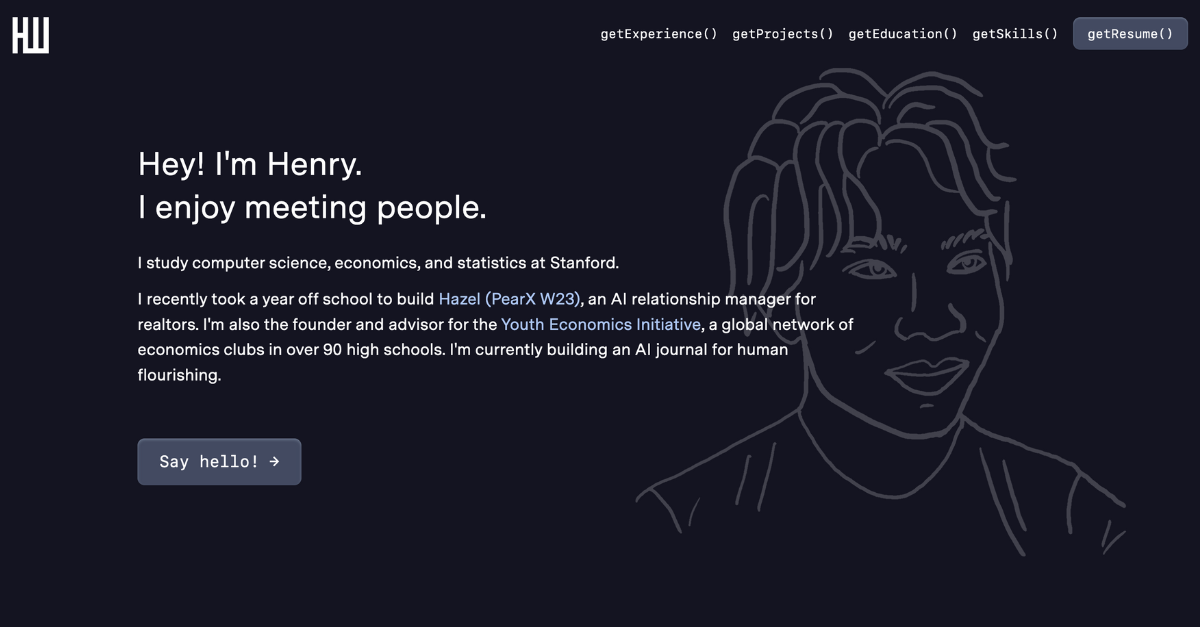 HW
getExperience() getProjects() getEducation() getSkills() getResume()
Hey! I'm Henry.
I enjoy meeting people.
I study computer science, economics, and statistics at Stanford.
I recently took a year off school to build Hazel (PearX W23), an AI relationship manager for
realtors. I'm also the founder and advisor for the Youth Economics Initiative, a global network of
economics clubs in over 90 high schools. I'm currently building an AI journal for human
flourishing.
Say hello! →